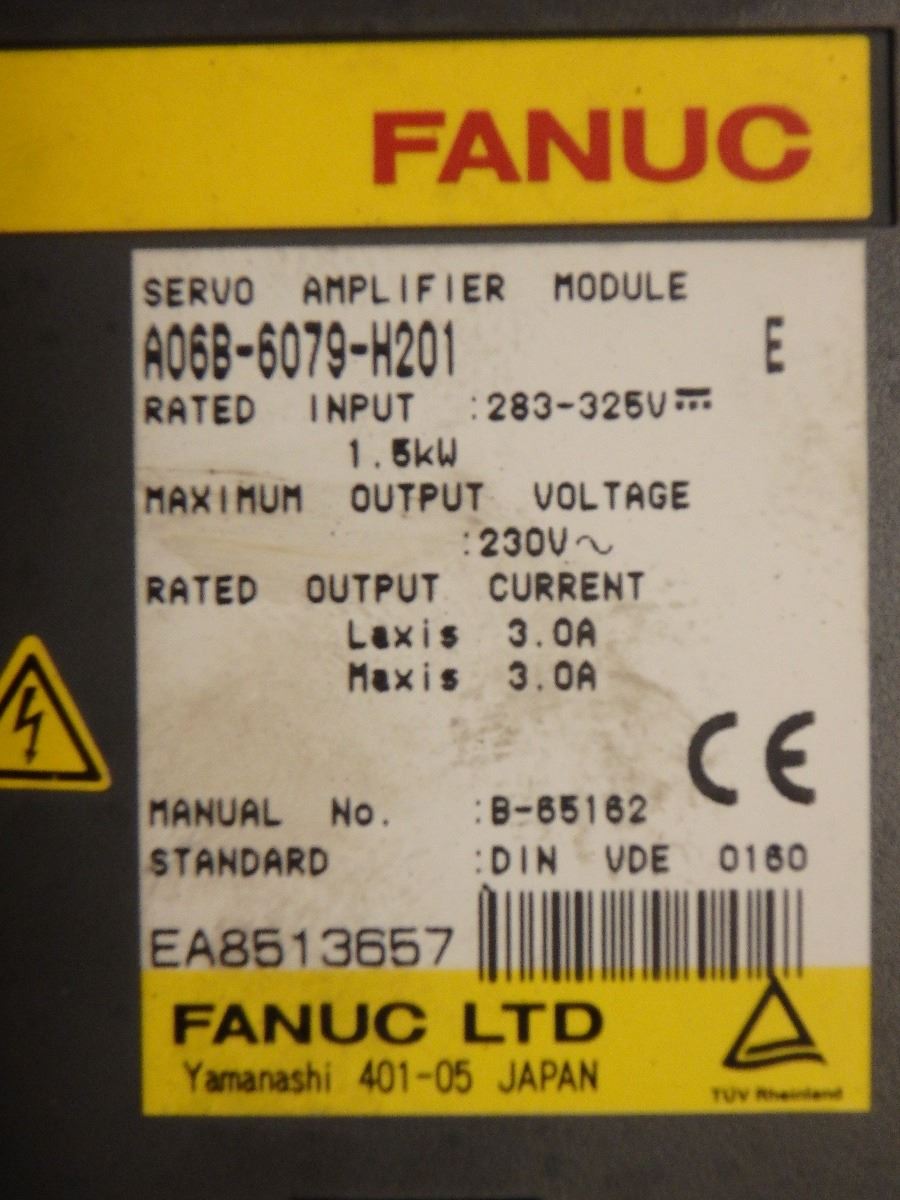 FANUC
SERVO AMPLIFIER MODULE
A06B-6079-H201 E
RATED INPUT :283-325V⎓
1.5kW
MAXIMUM OUTPUT VOLTAGE
:230V~
RATED OUTPUT CURRENT
Laxis 3.0A
Maxis 3.0A
CE
MANUAL No. :B-65162
STANDARD :DIN VDE 0160
EA8513657
FANUC LTD
Yamanashi 401-05 JAPAN
TÜV Rheinland